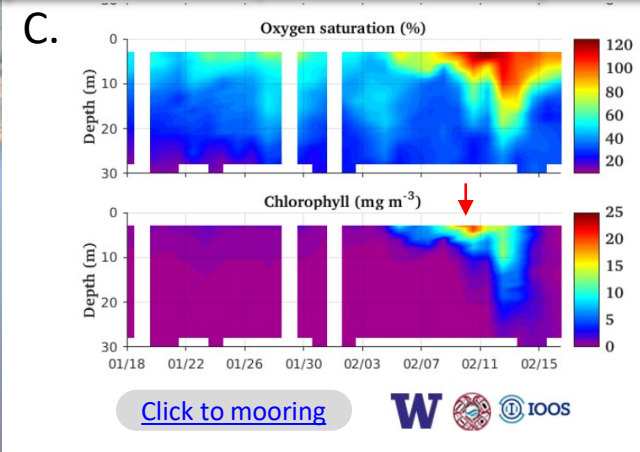 C.
Oxygen saturation (%)
Depth (m)
0
10
20
30
120
100
80
60
40
20
Chlorophyll (mg m⁻³)
Depth (m)
0
10
20
30
25
20
15
10
5
0
01/18 01/22 01/26 01/30 02/03 02/07 02/11 02/15
Click to mooring
W IOOS